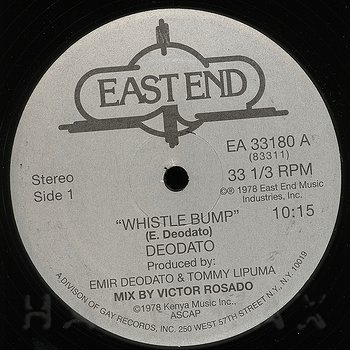 EAST END
EA 33180 A
(83311)
33 1/3 RPM
℗© 1978 East End Music
Industries, Inc.
Stereo
Side 1
"WHISTLE BUMP" 10:15
(E. Deodato)
DEODATO
Produced by:
EMIR DEODATO & TOMMY LIPUMA
MIX BY VICTOR ROSADO
©1978 Kenya Music Inc.,
ASCAP
A DIVISION OF GAY RECORDS, INC. 250 WEST 57th STREET N.Y., N.Y. 10019